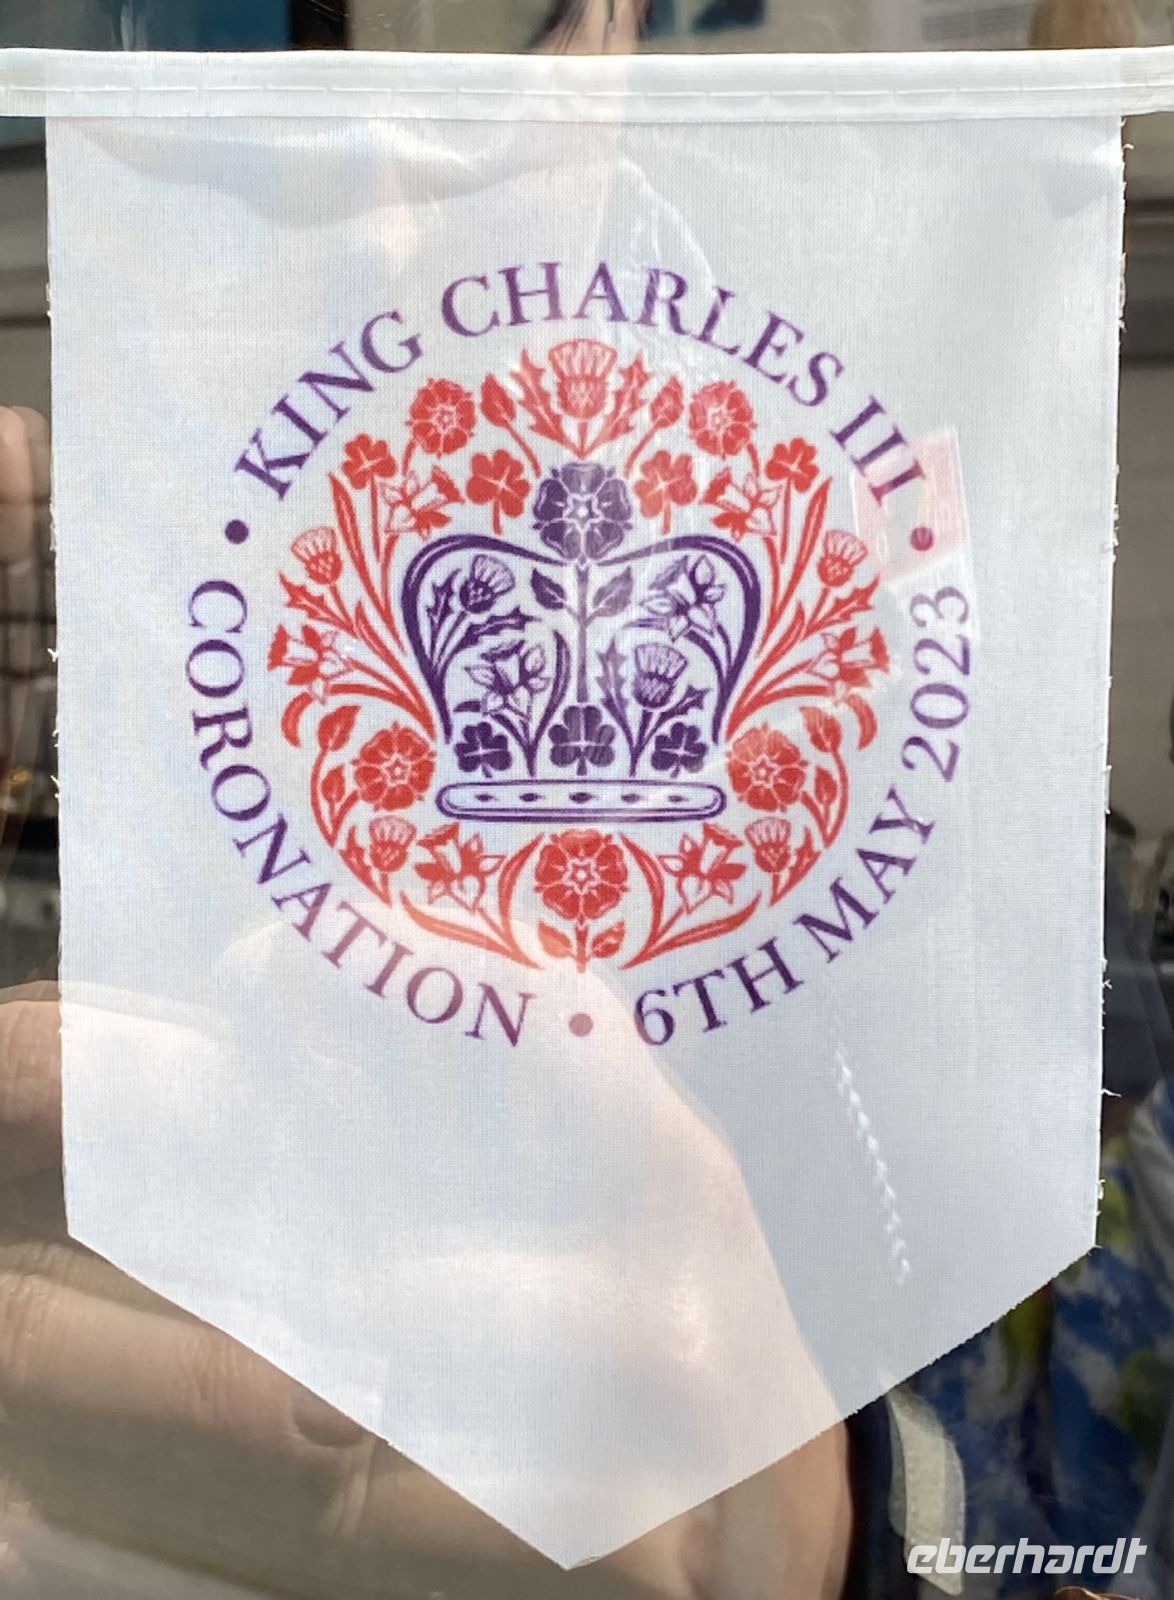 • KING CHARLES III •
CORONATION • 6TH MAY 2023
eberhardt